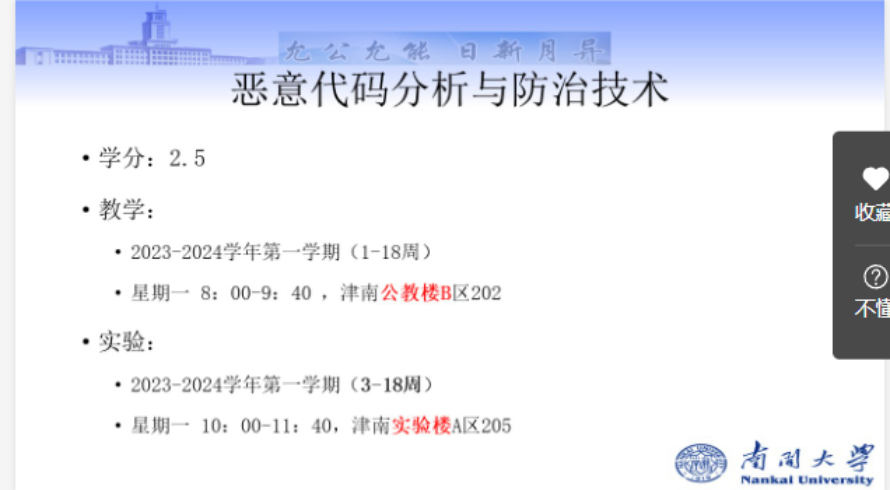 允公允能 日新月异
恶意代码分析与防治技术
• 学分：2.5
• 教学：
• 2023-2024学年第一学期（1-18周）
• 星期一 8：00-9：40 ，津南公教楼B区202
• 实验：
• 2023-2024学年第一学期（3-18周）
• 星期一 10：00-11：40，津南实验楼A区205
收藏
不懂
南開大學
Nankai University